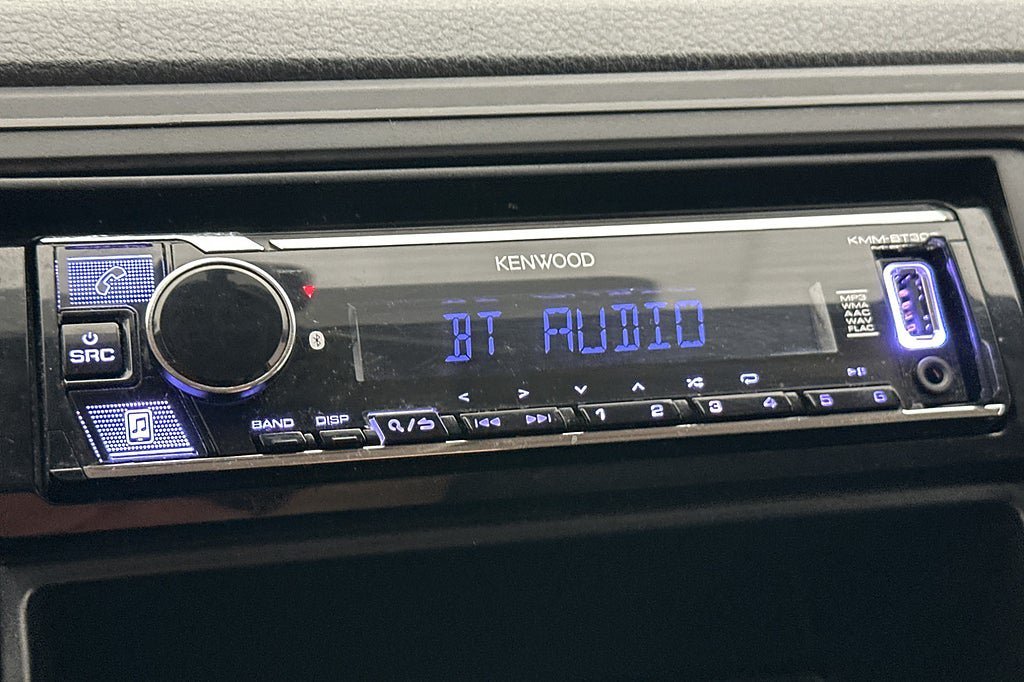 KENWOOD
SRC
BT AUDIO
MP3
WMA
AAC
WAV
FLAC
BAND
DISP
1
2
3
4
5
6